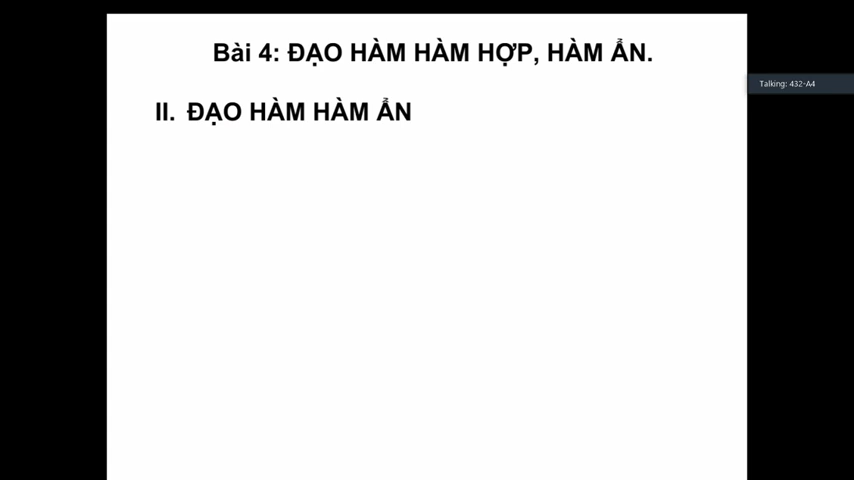 Bài 4: ĐẠO HÀM HÀM HỢP, HÀM ẨN.
Talking: 432-A4
II. ĐẠO HÀM HÀM ẨN